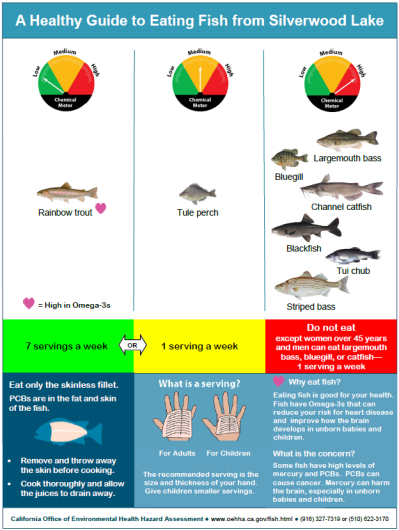 A Healthy Guide to Eating Fish from Silverwood Lake
Low
Medium
High
Chemical
Meter
Low
Medium
High
Chemical
Meter
Low
Medium
High
Chemical
Meter
Rainbow trout
Tule perch
Largemouth bass
Bluegill
Channel catfish
Blackfish
Tui chub
Striped bass
= High in Omega-3s
7 servings a week
OR
1 serving a week
Do not eat
except women over 45 years
and men can eat largemouth
bass, bluegill, or catfish—
1 serving a week
Eat only the skinless fillet.
PCBs are in the fat and skin
of the fish.
• Remove and throw away
the skin before cooking.
• Cook thoroughly and allow
the juices to drain away.
What is a serving?
For Adults
For Children
The recommended serving is the
size and thickness of your hand.
Give children smaller servings.
Why eat fish?
Eating fish is good for your health.
Fish have Omega-3s that can
reduce your risk for heart disease
and improve how the brain
develops in unborn babies and
children.
What is the concern?
Some fish have high levels of
mercury and PCBs. PCBs can
cause cancer. Mercury can harm
the brain, especially in unborn
babies and children.
California Office of Environmental Health Hazard Assessment ● www.oehha.ca.gov/fish.html ● (916) 327-7319 ● (510) 622-3170